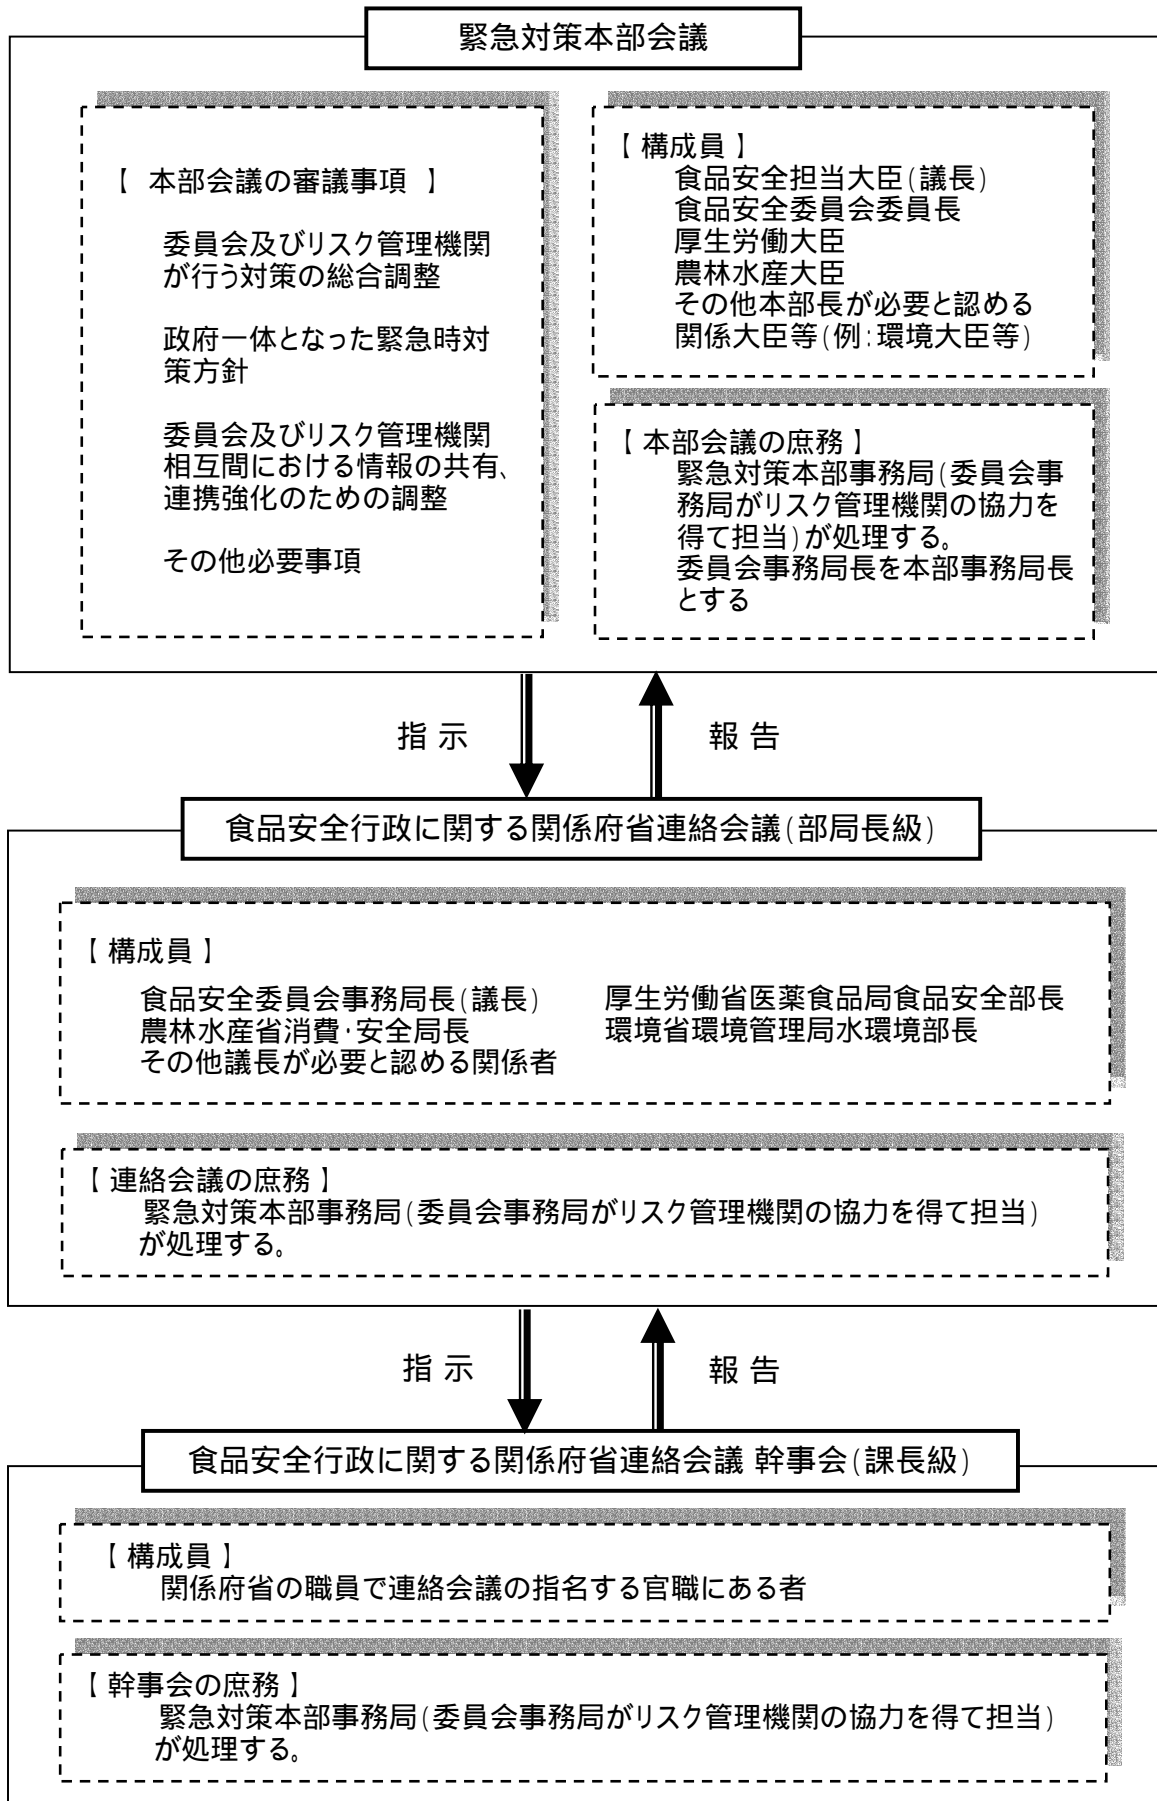 緊急対策本部会議
【 本部会議の審議事項 】
委員会及びリスク管理機関
が行う対策の総合調整
政府一体となった緊急時対
策方針
委員会及びリスク管理機関
相互間における情報の共有、
連携強化のための調整
その他必要事項
【 構成員 】
食品安全担当大臣(議長)
食品安全委員会委員長
厚生労働大臣
農林水産大臣
その他本部長が必要と認める
関係大臣等(例:環境大臣等)
【 本部会議の庶務 】
緊急対策本部事務局(委員会事
務局がリスク管理機関の協力を
得て担当)が処理する。
委員会事務局長を本部事務局長
とする
指 示
報 告
食品安全行政に関する関係府省連絡会議(部局長級)
【 構成員 】
食品安全委員会事務局長(議長) 厚生労働省医薬食品局食品安全部長
農林水産省消費・安全局長 環境省環境管理局水環境部長
その他議長が必要と認める関係者
【 連絡会議の庶務 】
緊急対策本部事務局(委員会事務局がリスク管理機関の協力を得て担当)
が処理する。
指 示
報 告
食品安全行政に関する関係府省連絡会議 幹事会(課長級)
【 構成員 】
関係府省の職員で連絡会議の指名する官職にある者
【 幹事会の庶務 】
緊急対策本部事務局(委員会事務局がリスク管理機関の協力を得て担当)
が処理する。